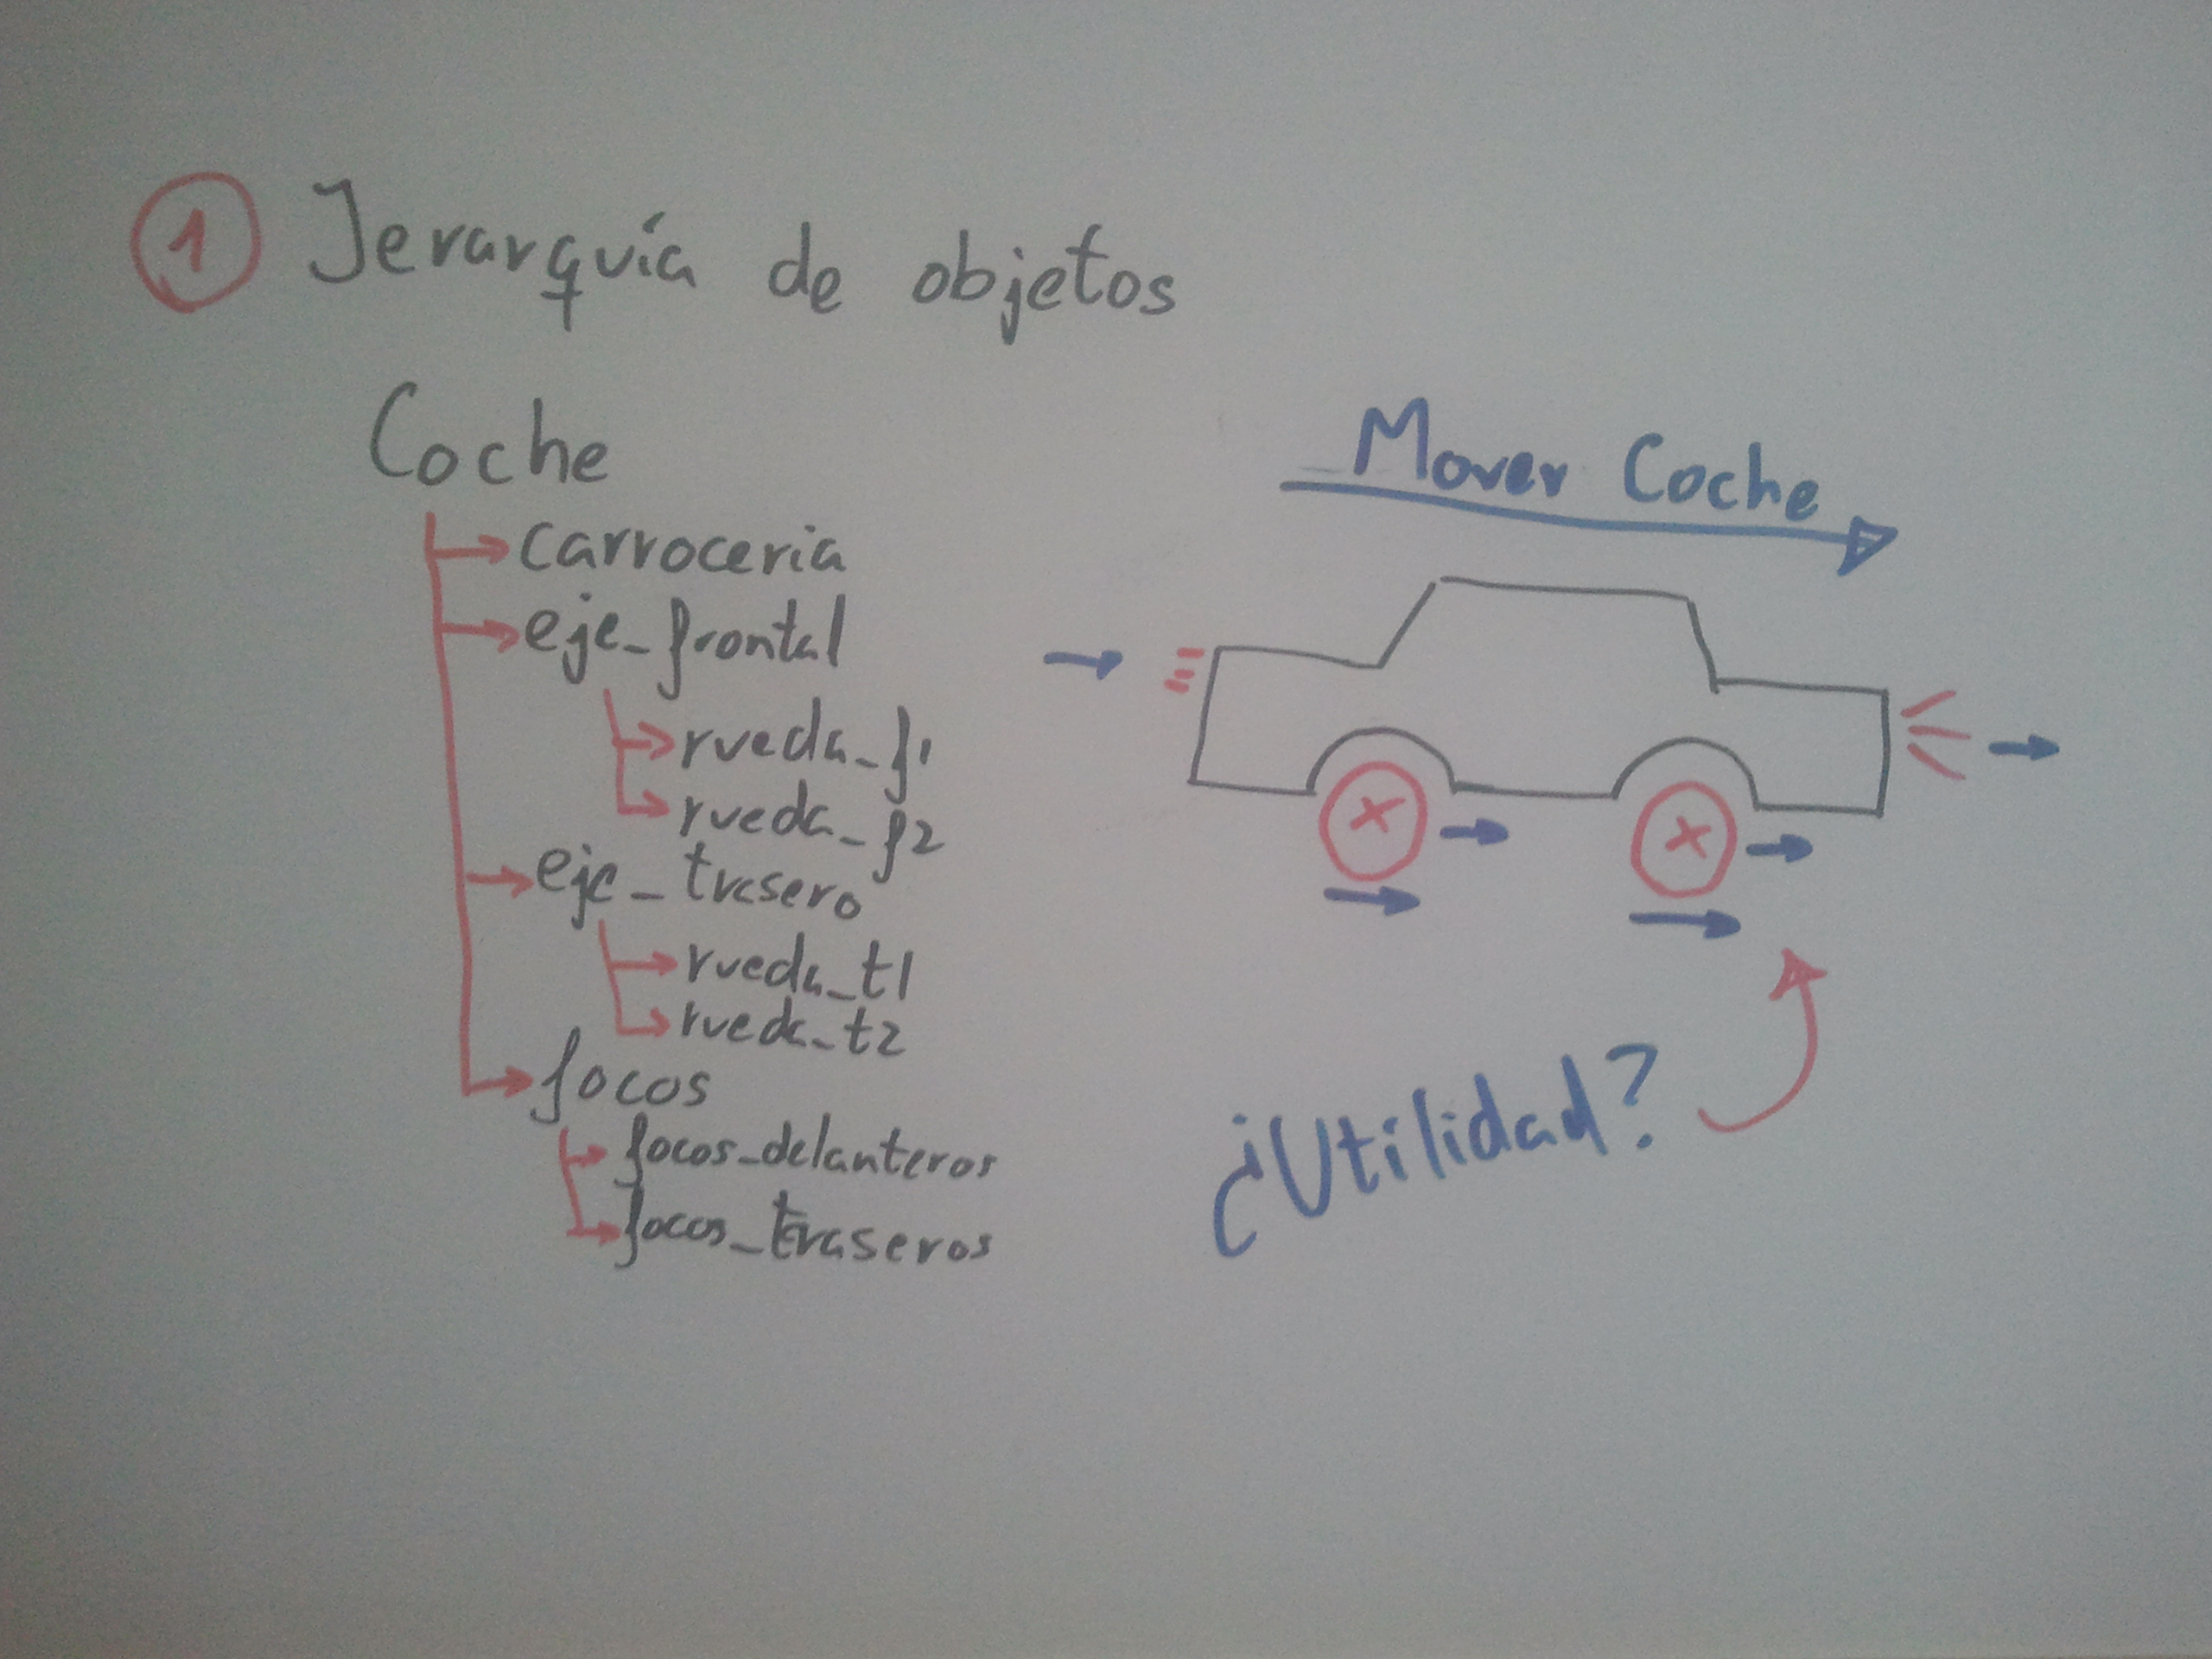 1 Jerarquía de objetos
Coche
carroceria
eje_frontal
rueda_f1
rueda_f2
eje_trasero
rueda_t1
rueda_t2
focos
focos_delanteros
focos_traseros
Mover Coche
¿Utilidad?